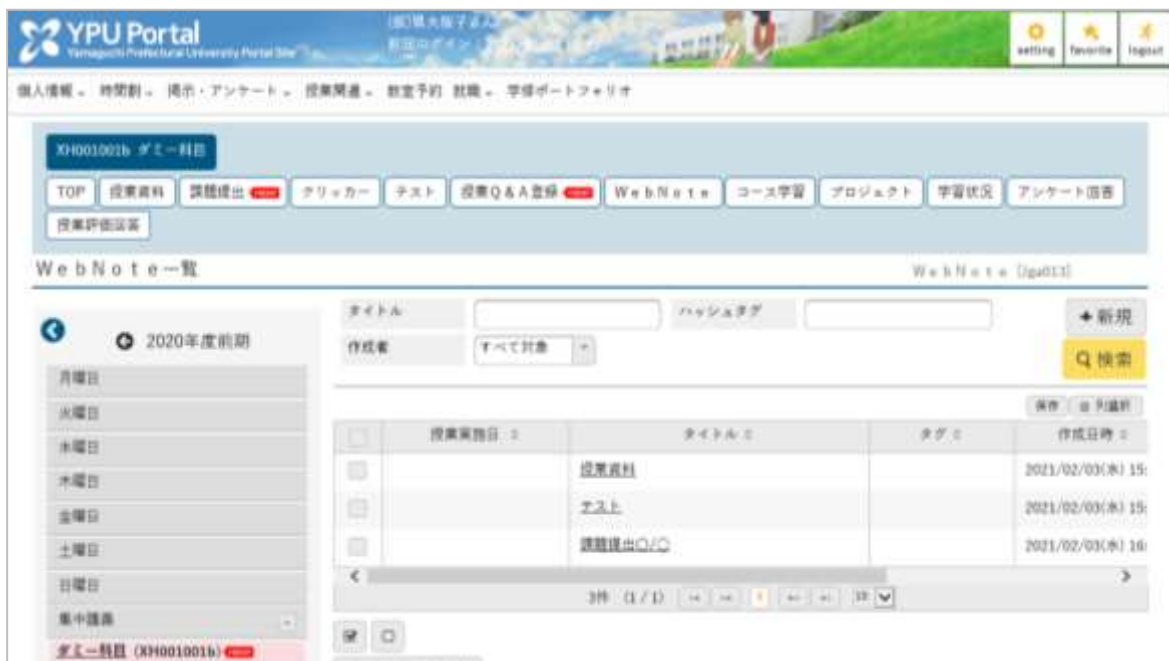 YPU Portal
Yamaguchi Prefectural University Portal Site
setting favorite logout
個人情報 時間割 掲示・アンケート 授業関連 教室予約 就職 学修ポートフォリオ
XH001001b ダミー科目
TOP 授業資料 課題提出 クリッカー テスト 授業Q&A登録 WebNote コース学習 プロジェクト 学習状況 アンケート回答
授業評価回答
WebNote一覧
WebNote [Jga013]
タイトル ハッシュタグ +新規
2020年度前期
作成者 すべて対象 検索
月曜日
火曜日
水曜日
木曜日
金曜日
土曜日
日曜日
集中講義
ダミー科目 (XH001001b)
保存 列選択
授業実施日 タイトル タグ 作成日時
授業資料 2021/02/03(水) 15:
テスト 2021/02/03(水) 15:
課題提出○/○ 2021/02/03(水) 16:
3件 (1/1) 1 10